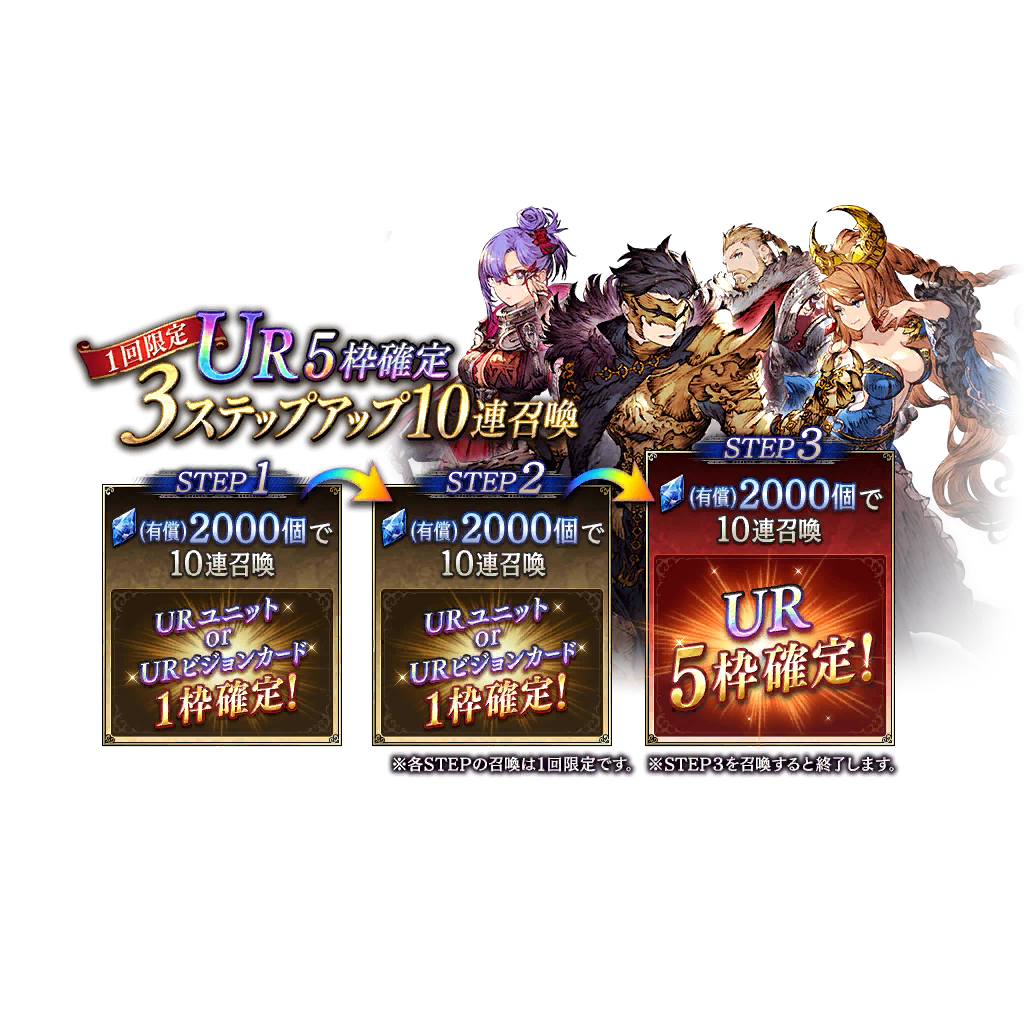 1回限定
UR5枠確定
3ステップアップ10連召喚
STEP1
(有償)2000個で
10連召喚
URユニット
or
URビジョンカード
1枠確定!
STEP2
(有償)2000個で
10連召喚
URユニット
or
URビジョンカード
1枠確定!
STEP3
(有償)2000個で
10連召喚
UR
5枠確定!
※各STEPの召喚は1回限定です。
※STEP3を召喚すると終了します。